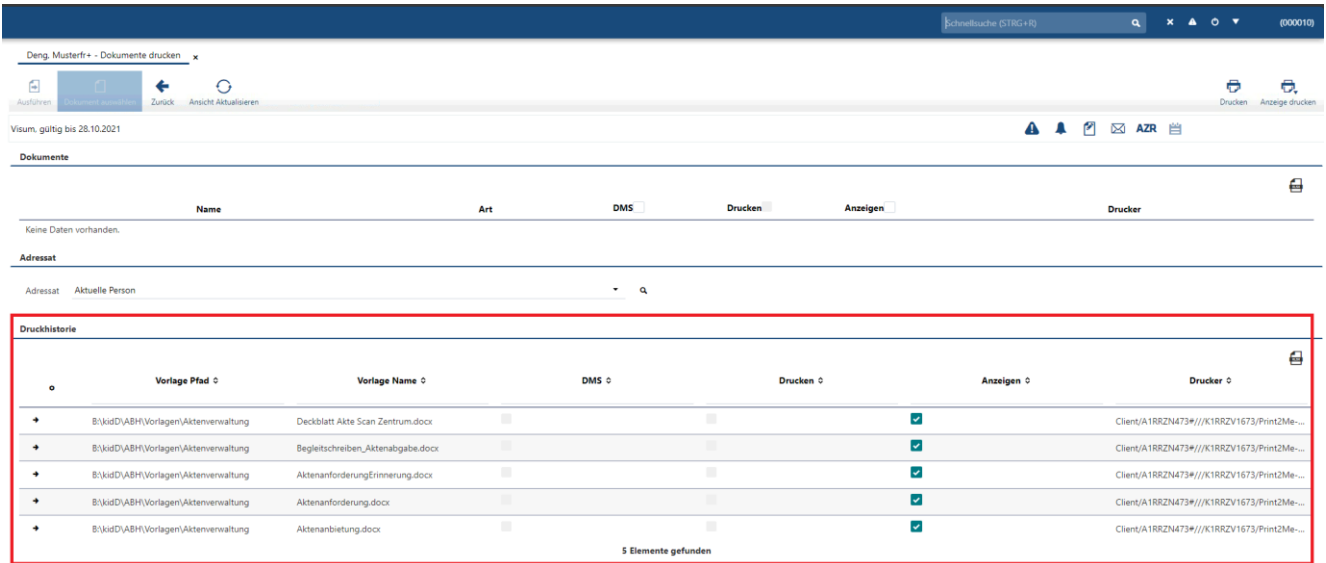 Schnellsuche (STRG+R) (000010)
Deng, Musterfr+ - Dokumente drucken x
Ausführen Dokument auswählen Zurück Ansicht Aktualisieren Drucken Anzeige drucken
Visum, gültig bis 28.10.2021 AZR
Dokumente
Name Art DMS Drucken Anzeigen Drucker
Keine Daten vorhanden.
Adressat
Adressat Aktuelle Person
Druckhistorie
Vorlage Pfad Vorlage Name DMS Drucken Anzeigen Drucker
B:\kidD\ABH\Vorlagen\Aktenverwaltung Deckblatt Akte Scan Zentrum.docx Client/A1RRZN473#///K1RRZV1673/Print2Me-...
B:\kidD\ABH\Vorlagen\Aktenverwaltung Begleitschreiben_Aktenabgabe.docx Client/A1RRZN473#///K1RRZV1673/Print2Me-...
B:\kidD\ABH\Vorlagen\Aktenverwaltung AktenanforderungErinnerung.docx Client/A1RRZN473#///K1RRZV1673/Print2Me-...
B:\kidD\ABH\Vorlagen\Aktenverwaltung Aktenanforderung.docx Client/A1RRZN473#///K1RRZV1673/Print2Me-...
B:\kidD\ABH\Vorlagen\Aktenverwaltung Aktenanbietung.docx Client/A1RRZN473#///K1RRZV1673/Print2Me-...
5 Elemente gefunden